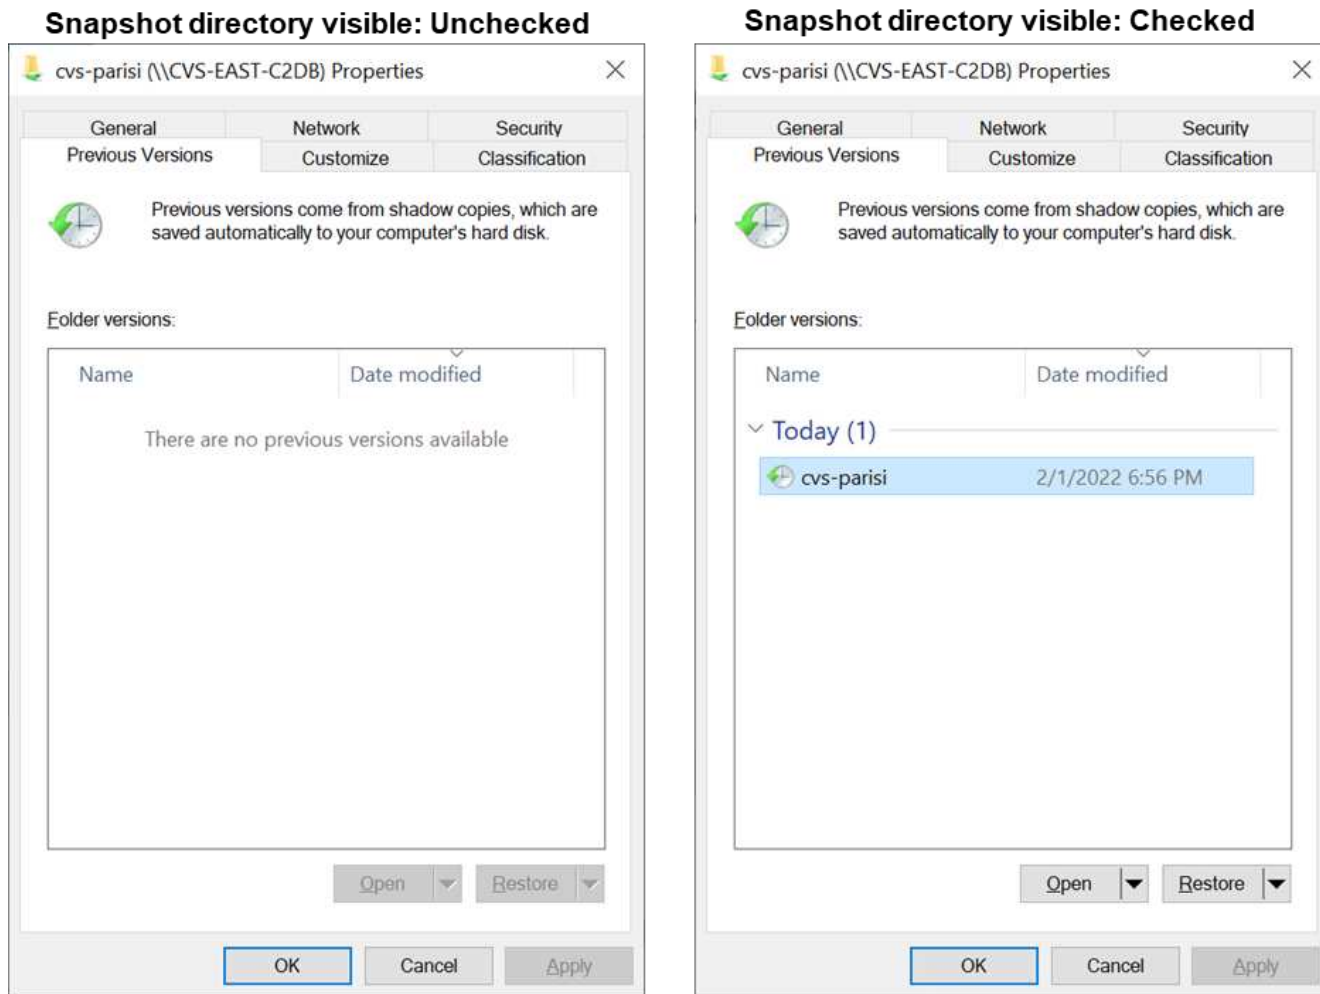 Snapshot directory visible: Unchecked
cvs-parisi (\\CVS-EAST-C2DB) Properties
General Network Security
Previous Versions Customize Classification
Previous versions come from shadow copies, which are
saved automatically to your computer's hard disk.
Folder versions:
Name Date modified
There are no previous versions available
Open Restore
OK Cancel Apply
Snapshot directory visible: Checked
cvs-parisi (\\CVS-EAST-C2DB) Properties
General Network Security
Previous Versions Customize Classification
Previous versions come from shadow copies, which are
saved automatically to your computer's hard disk.
Folder versions:
Name Date modified
Today (1)
cvs-parisi 2/1/2022 6:56 PM
Open Restore
OK Cancel Apply